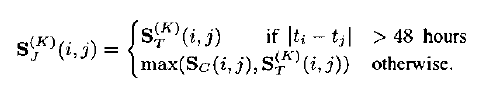 S_J^{(K)}(i, j) = { S_T^{(K)}(i, j) if |t_i − t_j| > 48 hours
max(S_C(i, j), S_T^{(K)}(i, j)) otherwise.